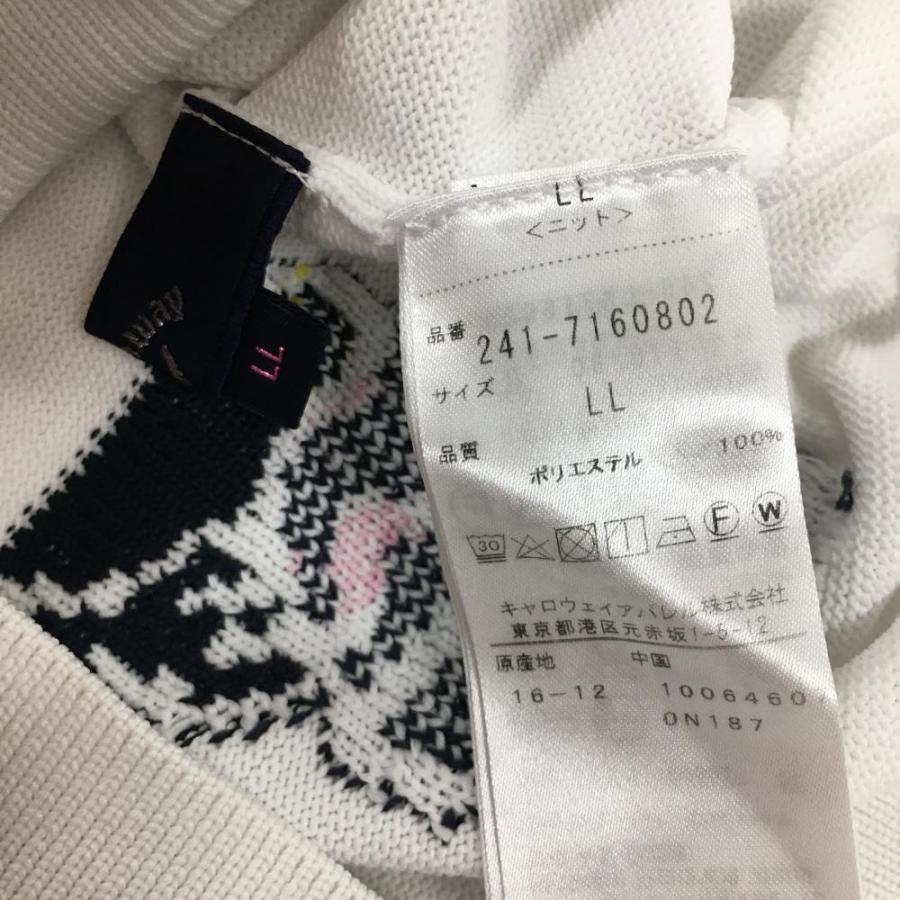 LL
<ニット>
品番 241-7160802
サイズ LL
品質 ポリエステル 100%
30 F W
キャロウェイアパレル株式会社
東京都港区元赤坂1-5-12
原産地 中国
16-12 1006460
0N187
LL